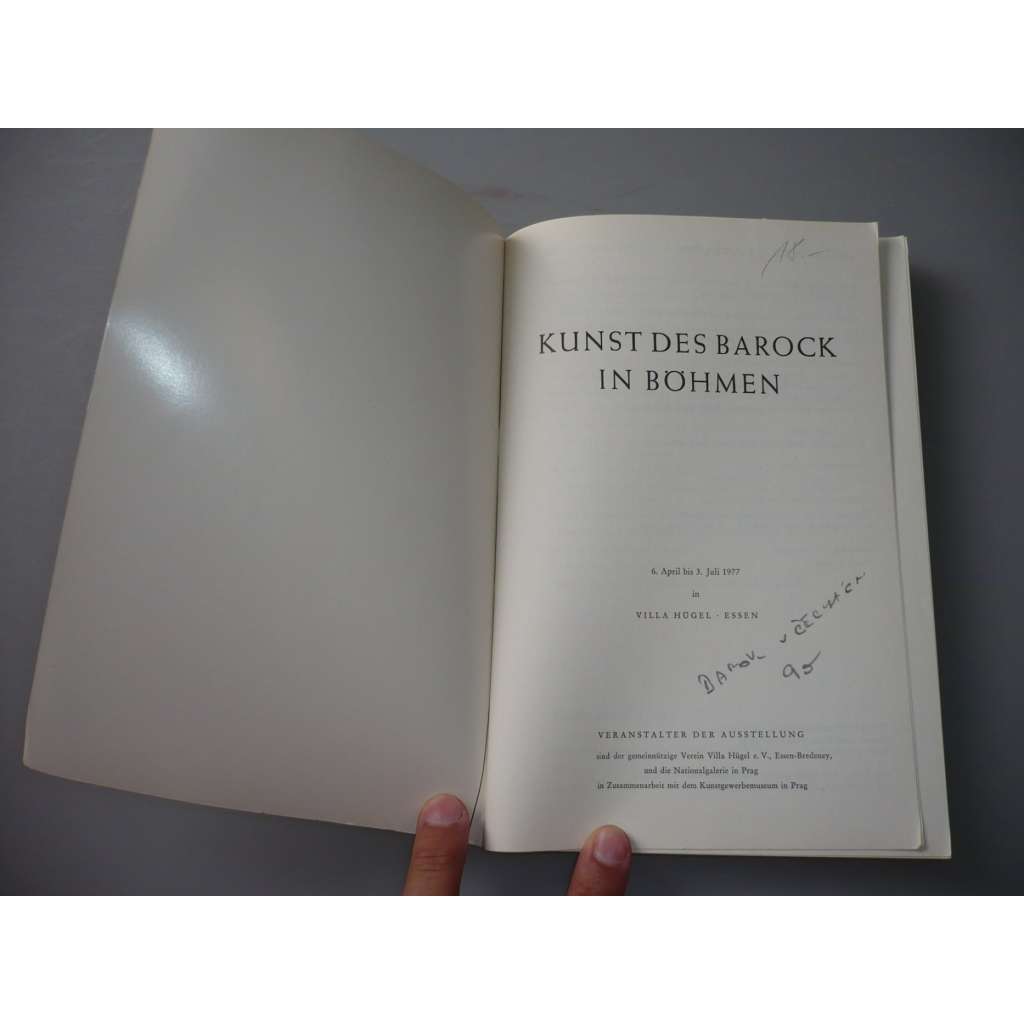 18.-
KUNST DES BAROCK
IN BÖHMEN
6. April bis 3. Juli 1977
in
VILLA HÜGEL · ESSEN
BAROK V ČECHÁCH
95
VERANSTALTER DER AUSSTELLUNG
sind der gemeinnützige Verein Villa Hügel e. V., Essen-Bredeney,
und die Nationalgalerie in Prag
in Zusammenarbeit mit dem Kunstgewerbemuseum in Prag